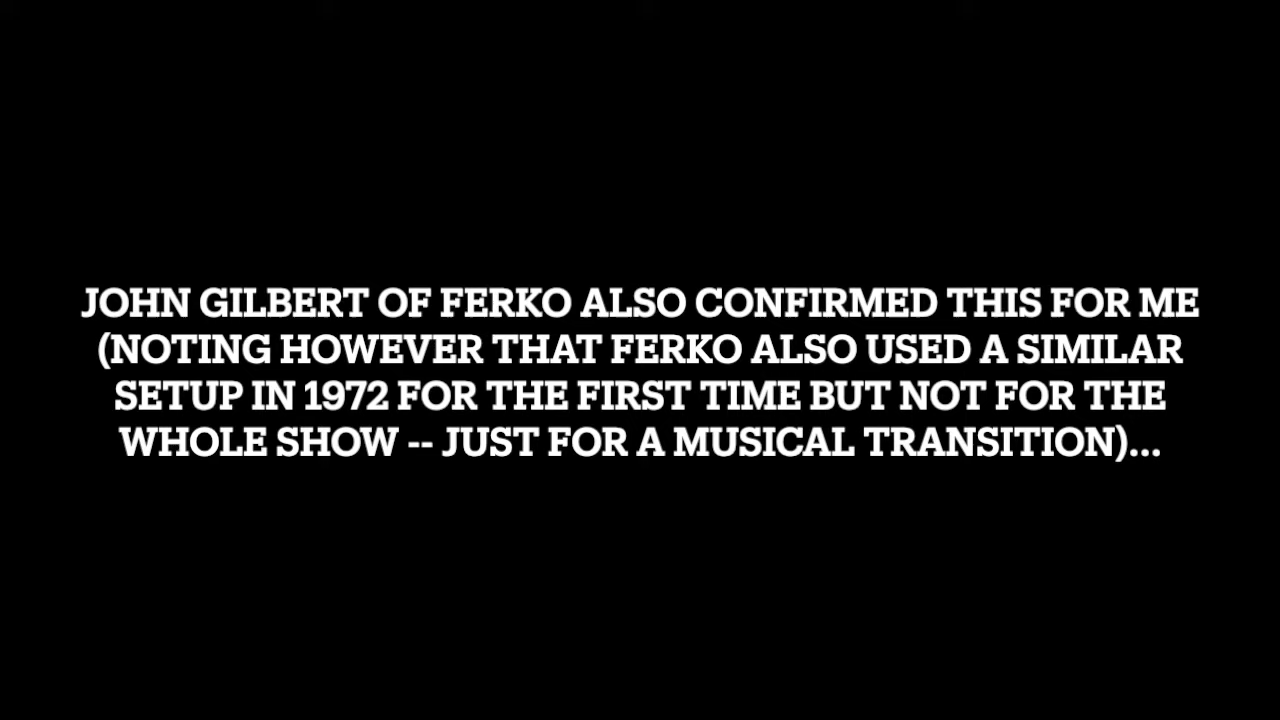 JOHN GILBERT OF FERKO ALSO CONFIRMED THIS FOR ME
(NOTING HOWEVER THAT FERKO ALSO USED A SIMILAR
SETUP IN 1972 FOR THE FIRST TIME BUT NOT FOR THE
WHOLE SHOW -- JUST FOR A MUSICAL TRANSITION)...